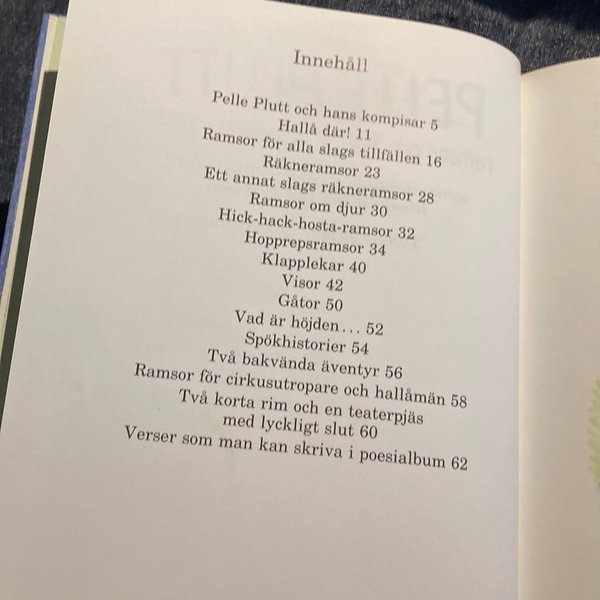 Innehåll
Pelle Plutt och hans kompisar 5
Hallå där! 11
Ramsor för alla slags tillfällen 16
Räkneramsor 23
Ett annat slags räkneramsor 28
Ramsor om djur 30
Hick-hack-hosta-ramsor 32
Hopprepsramsor 34
Klapplekar 40
Visor 42
Gåtor 50
Vad är höjden... 52
Spökhistorier 54
Två bakvända äventyr 56
Ramsor för cirkusutropare och hallåmän 58
Två korta rim och en teaterpjäs
med lyckligt slut 60
Verser som man kan skriva i poesialbum 62